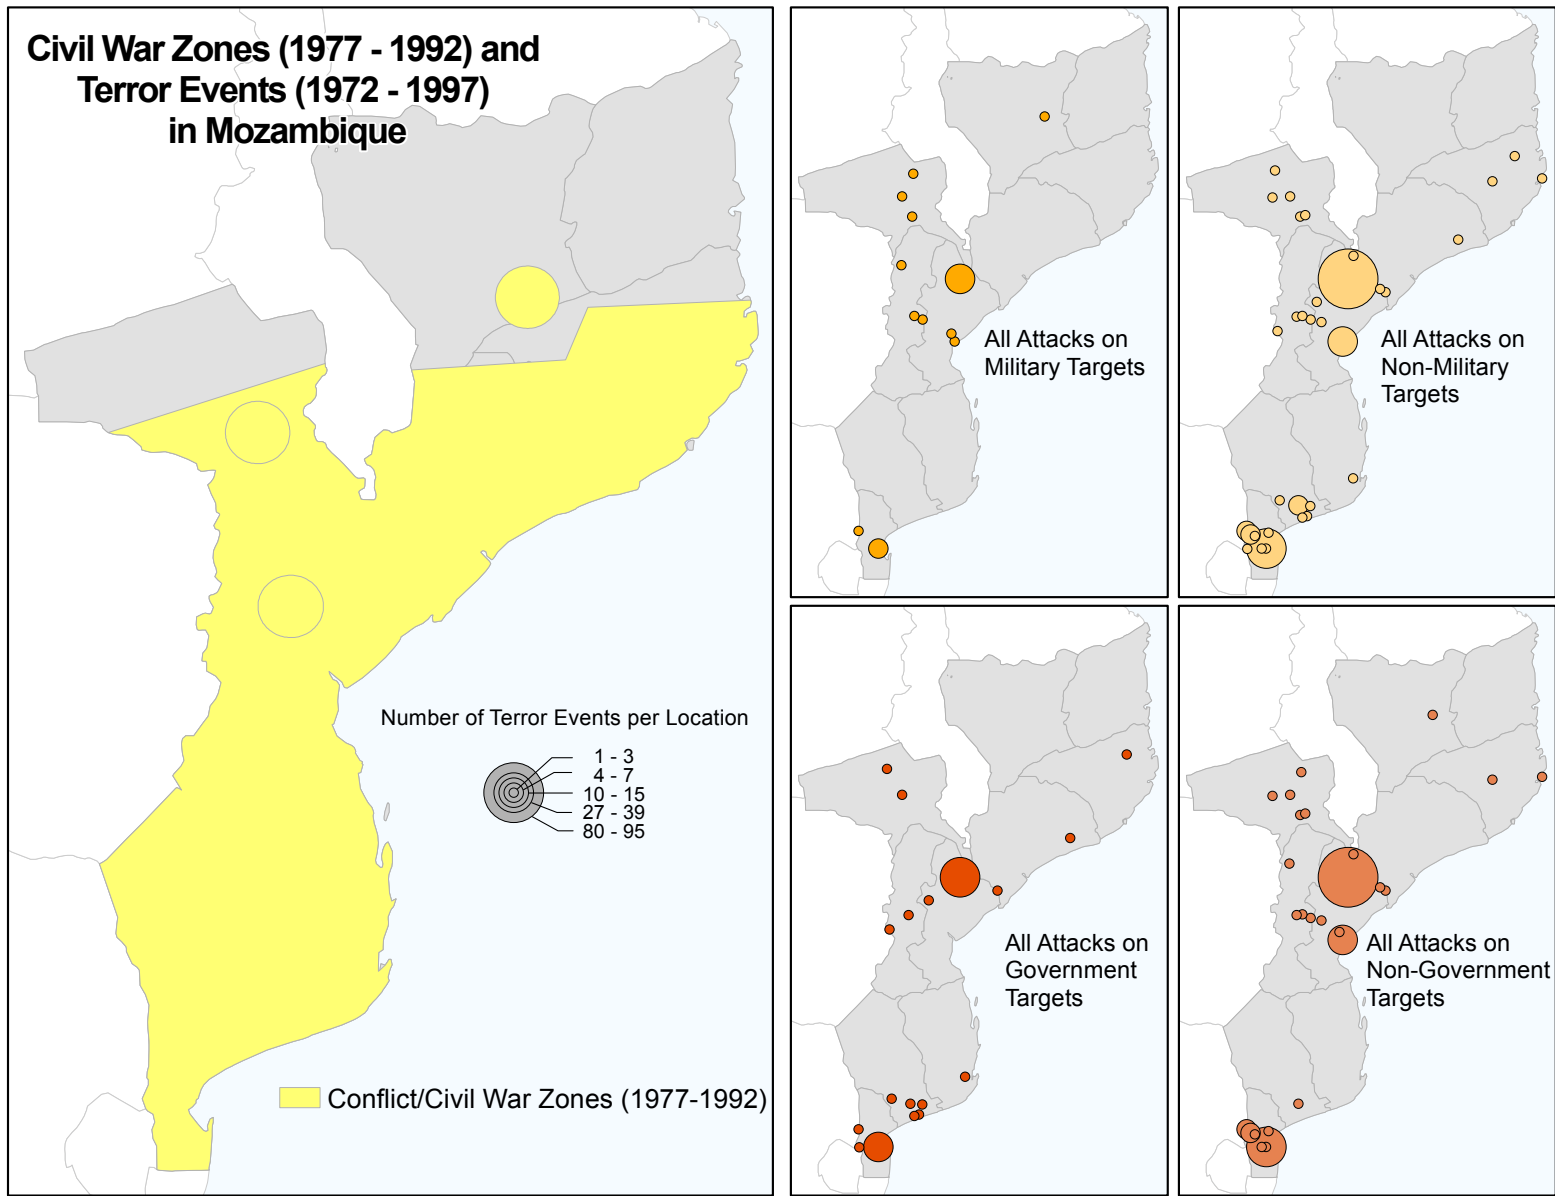 Civil War Zones (1977 - 1992) and
Terror Events (1972 - 1997)
in Mozambique
Number of Terror Events per Location
1 - 3
4 - 7
10 - 15
27 - 39
80 - 95
Conflict/Civil War Zones (1977-1992)
All Attacks on
Military Targets
All Attacks on
Non-Military
Targets
All Attacks on
Government
Targets
All Attacks on
Non-Government
Targets